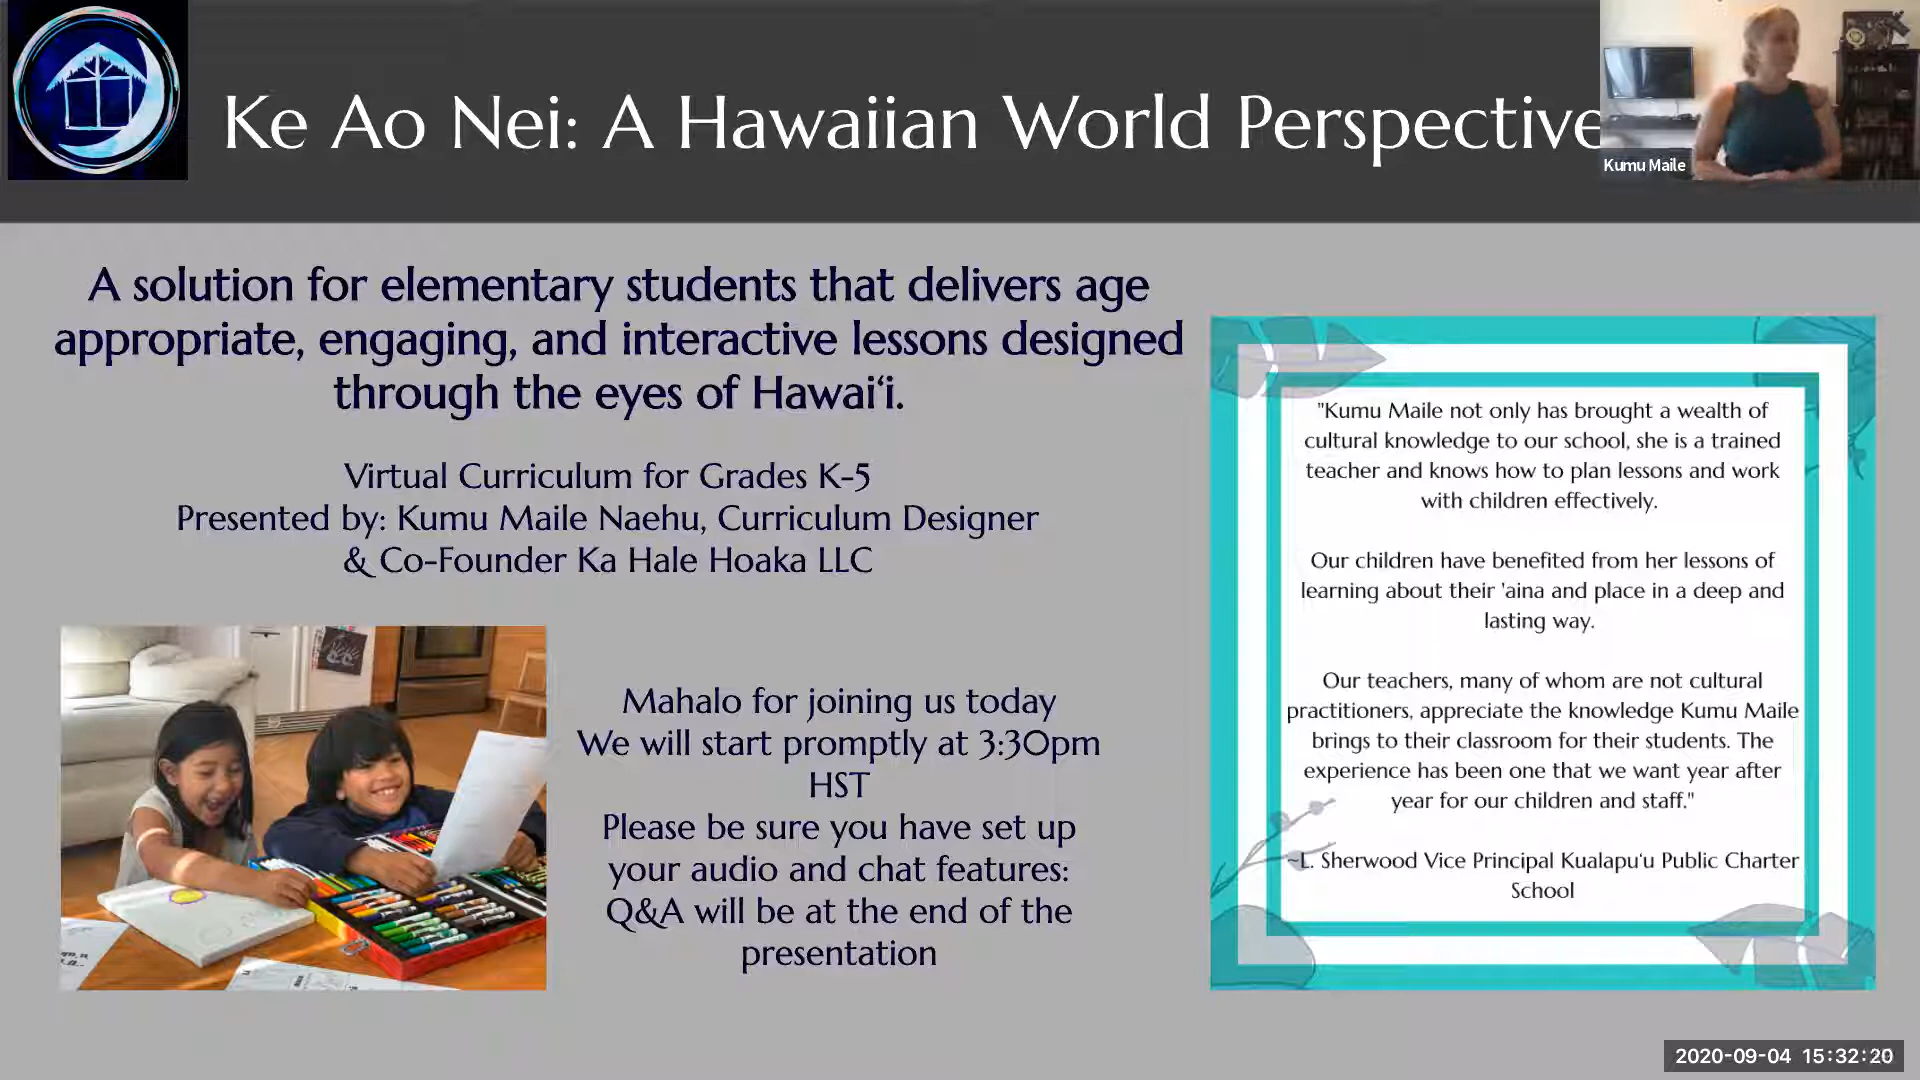 Ke Ao Nei: A Hawaiian World Perspective
Kumu Maile
A solution for elementary students that delivers age
appropriate, engaging, and interactive lessons designed
through the eyes of Hawaiʻi.
Virtual Curriculum for Grades K-5
Presented by: Kumu Maile Naehu, Curriculum Designer
& Co-Founder Ka Hale Hoaka LLC
Mahalo for joining us today
We will start promptly at 3:30pm
HST
Please be sure you have set up
your audio and chat features:
Q&A will be at the end of the
presentation
"Kumu Maile not only has brought a wealth of
cultural knowledge to our school, she is a trained
teacher and knows how to plan lessons and work
with children effectively.
Our children have benefited from her lessons of
learning about their 'aina and place in a deep and
lasting way.
Our teachers, many of whom are not cultural
practitioners, appreciate the knowledge Kumu Maile
brings to their classroom for their students. The
experience has been one that we want year after
year for our children and staff."
~L. Sherwood Vice Principal Kualapuʻu Public Charter
School
2020-09-04 15:32:20